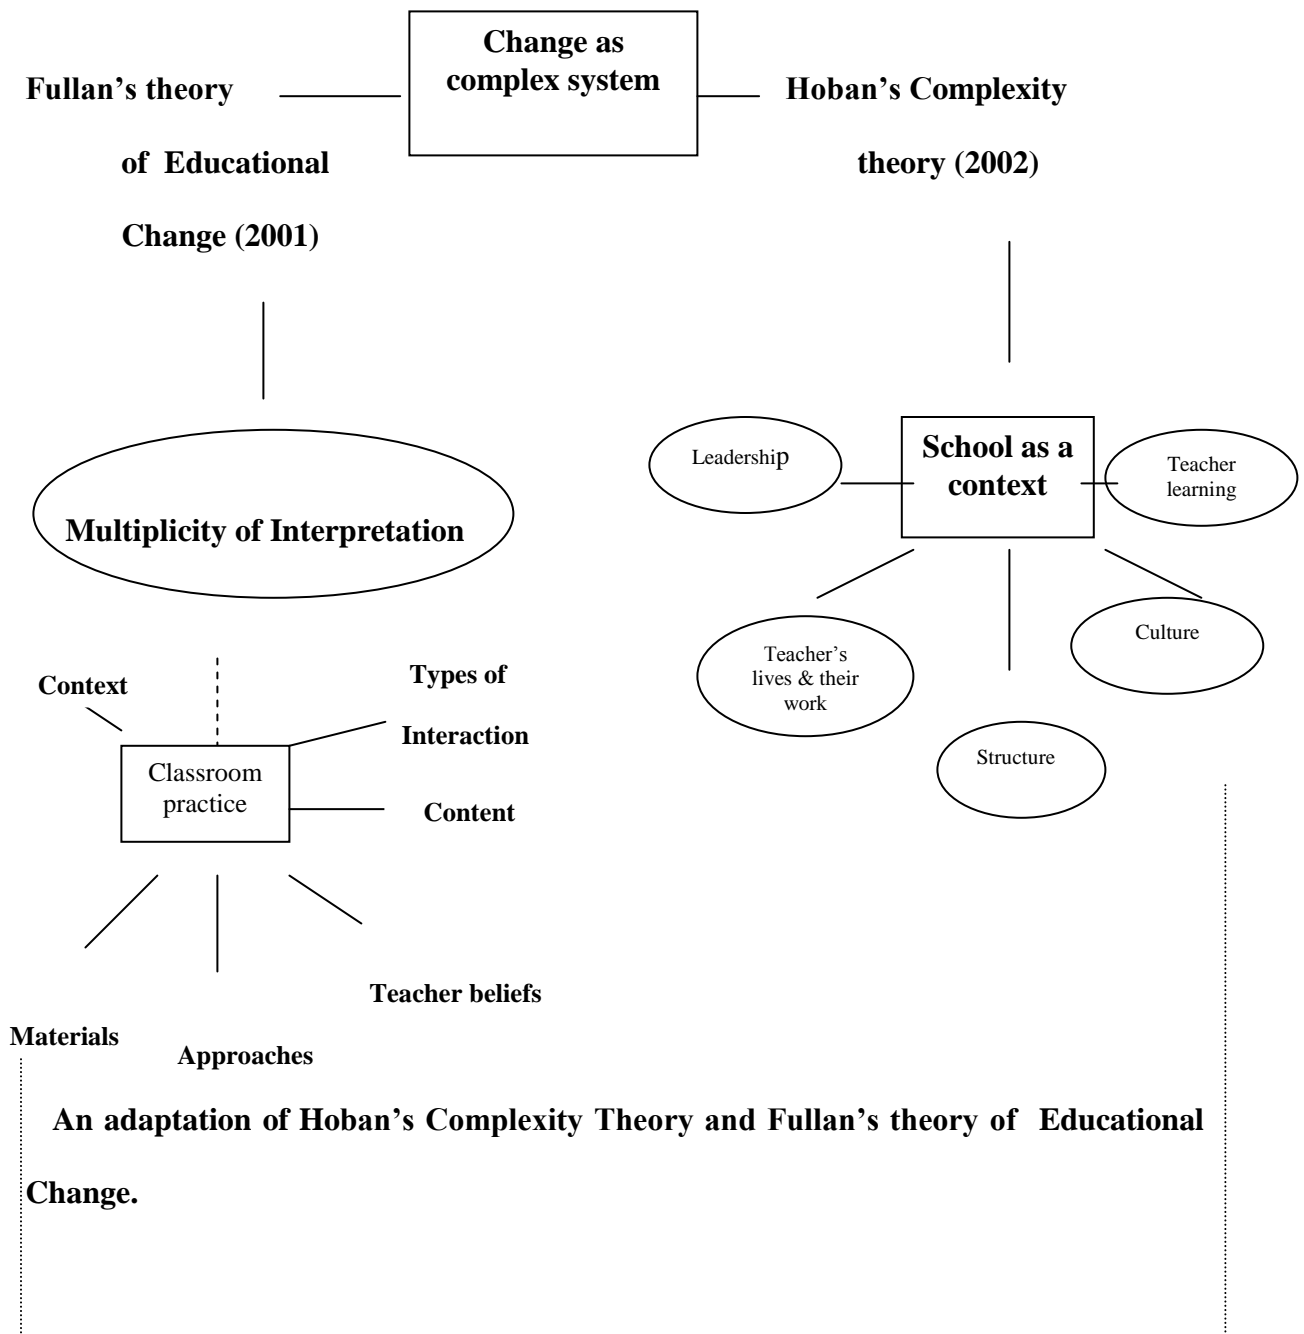 Change as
complex system
Fullan's theory
of Educational
Change (2001)
Hoban's Complexity
theory (2002)
Multiplicity of Interpretation
Leadership
School as a
context
Teacher
learning
Teacher's
lives & their
work
Structure
Culture
Context
Types of
Interaction
Classroom
practice
Content
Materials
Approaches
Teacher beliefs
An adaptation of Hoban's Complexity Theory and Fullan's theory of Educational
Change.